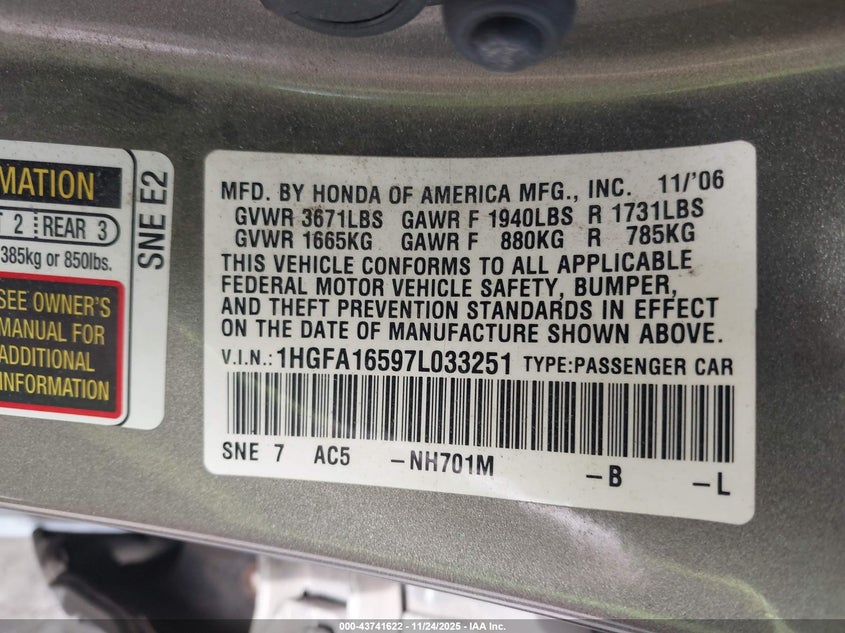 MATION
T 2 REAR 3
385kg or 850lbs.
SEE OWNER'S
MANUAL FOR
ADDITIONAL
INFORMATION
SNE E2
MFD. BY HONDA OF AMERICA MFG., INC. 11/'06
GVWR 3671LBS GAWR F 1940LBS R 1731LBS
GVWR 1665KG GAWR F 880KG R 785KG
THIS VEHICLE CONFORMS TO ALL APPLICABLE
FEDERAL MOTOR VEHICLE SAFETY, BUMPER,
AND THEFT PREVENTION STANDARDS IN EFFECT
ON THE DATE OF MANUFACTURE SHOWN ABOVE.
V.I.N.: 1HGFA16597L033251 TYPE:PASSENGER CAR
SNE 7 AC5 -NH701M -B -L
000-43741622 - 11/24/2025 - IAA Inc.